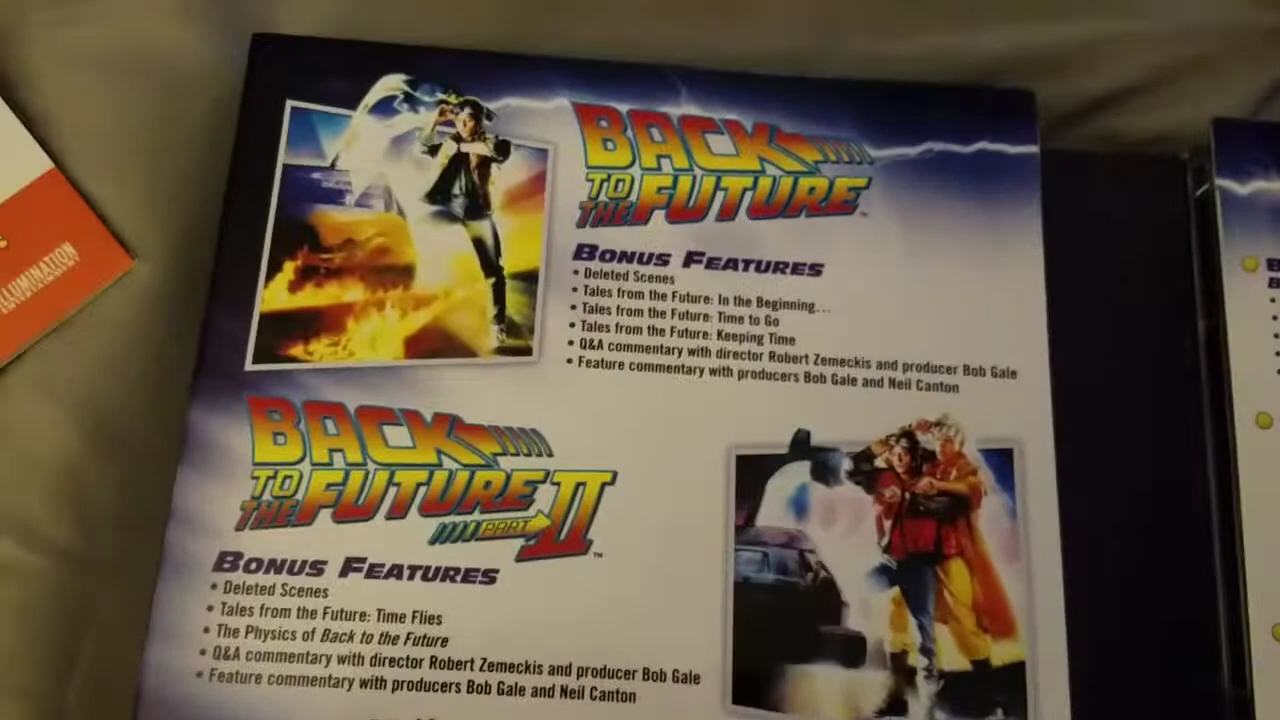 ILLUMINATION
BACK
TO
THE FUTURE™
BONUS FEATURES
• Deleted Scenes
• Tales from the Future: In the Beginning…
• Tales from the Future: Time to Go
• Tales from the Future: Keeping Time
• Q&A commentary with director Robert Zemeckis and producer Bob Gale
• Feature commentary with producers Bob Gale and Neil Canton
BACK
TO
THE FUTURE
PART II™
BONUS FEATURES
• Deleted Scenes
• Tales from the Future: Time Flies
• The Physics of Back to the Future
• Q&A commentary with director Robert Zemeckis and producer Bob Gale
• Feature commentary with producers Bob Gale and Neil Canton